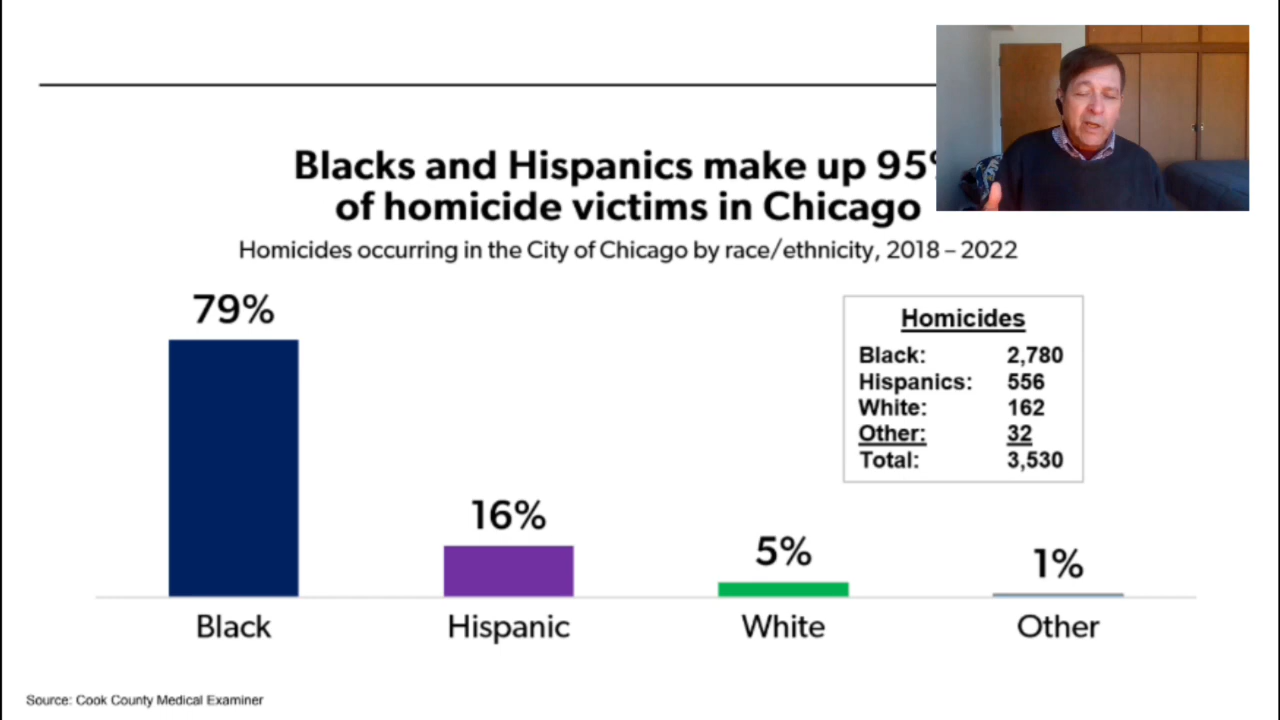 Blacks and Hispanics make up 95%
of homicide victims in Chicago
Homicides occurring in the City of Chicago by race/ethnicity, 2018 – 2022
79%
16%
5%
1%
Homicides
Black: 2,780
Hispanics: 556
White: 162
Other: 32
Total: 3,530
Black
Hispanic
White
Other
Source: Cook County Medical Examiner